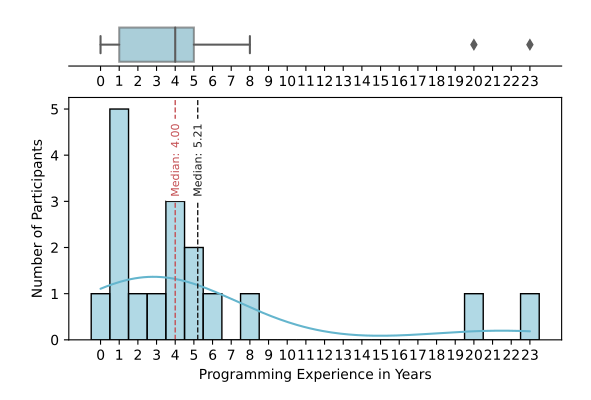 0 1 2 3 4 5 6 7 8 9 10 11 12 13 14 15 16 17 18 19 20 21 22 23
5
4
3
2
1
0
Number of Participants
Median: 4.00
Median: 5.21
0 1 2 3 4 5 6 7 8 9 10 11 12 13 14 15 16 17 18 19 20 21 22 23
Programming Experience in Years